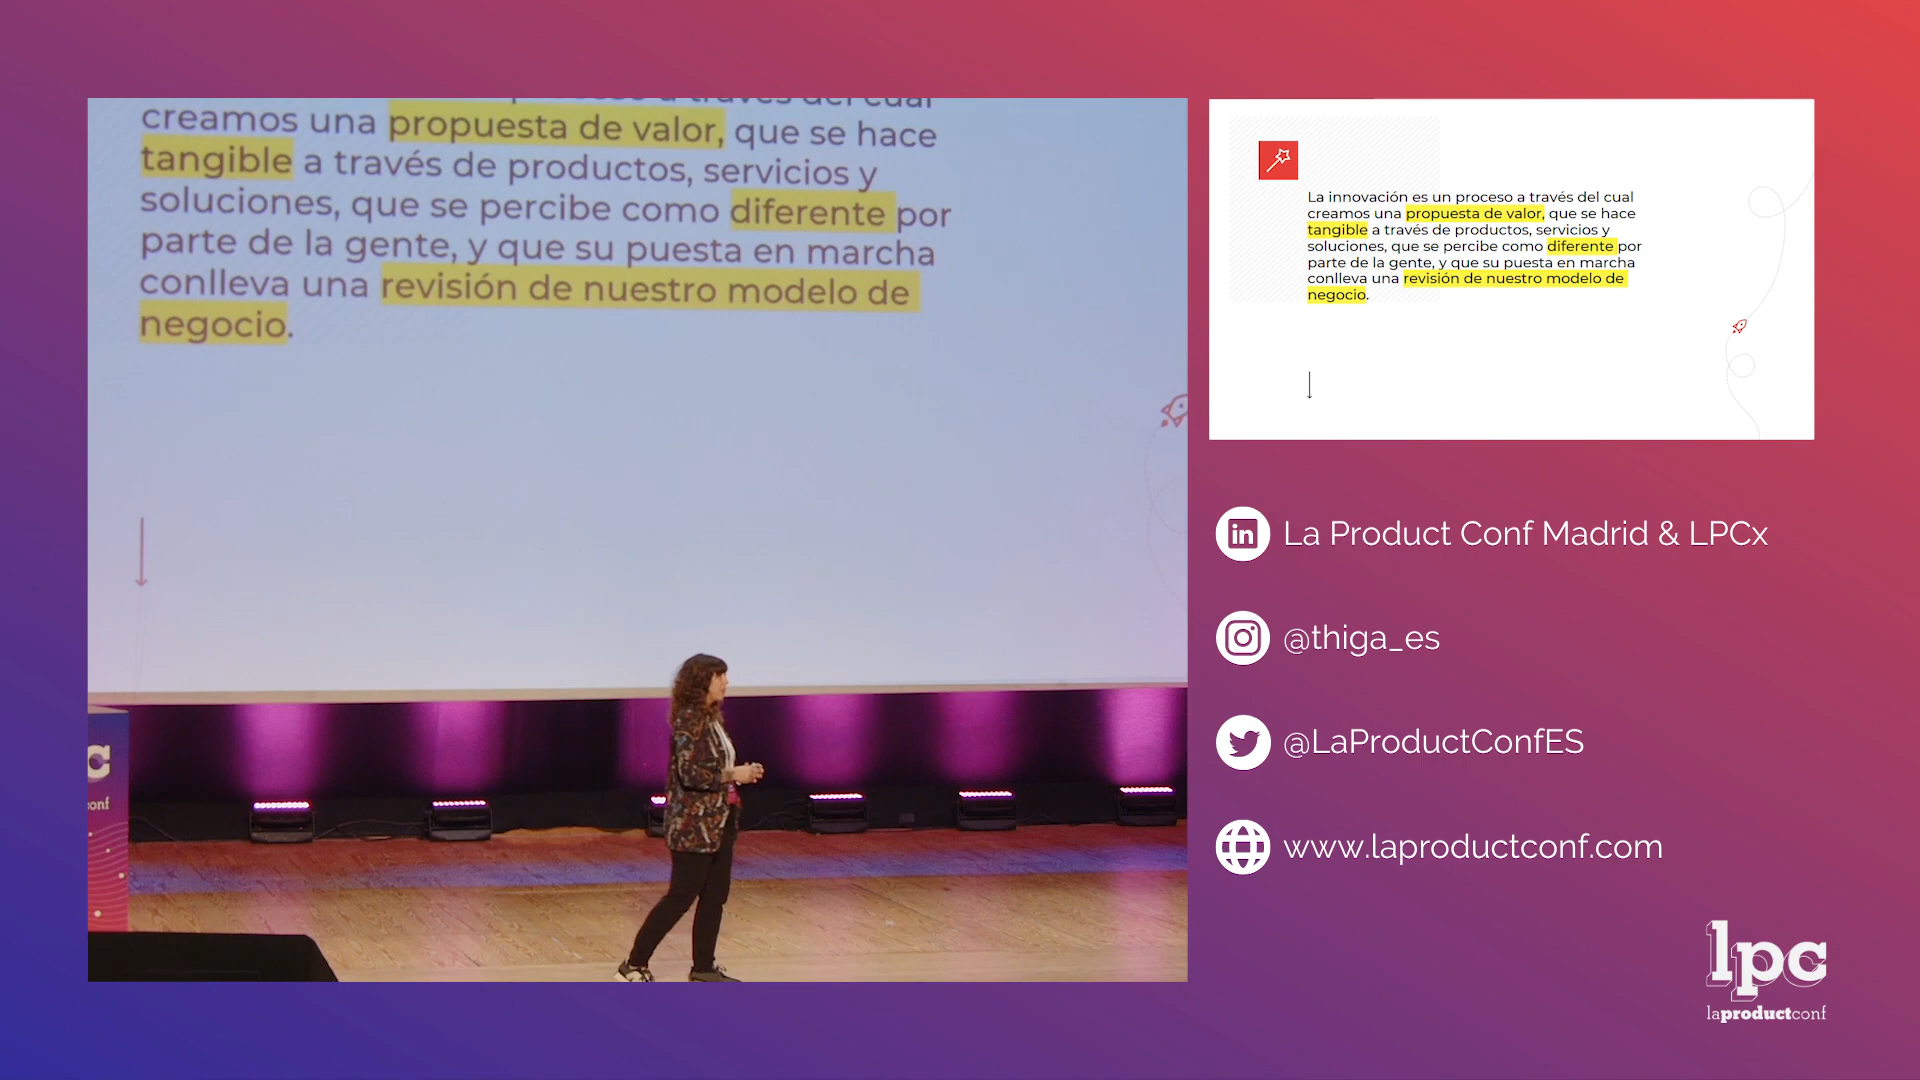 creamos una propuesta de valor, que se hace
tangible a través de productos, servicios y
soluciones, que se percibe como diferente por
parte de la gente, y que su puesta en marcha
conlleva una revisión de nuestro modelo de
negocio.
conf
La innovación es un proceso a través del cual
creamos una propuesta de valor, que se hace
tangible a través de productos, servicios y
soluciones, que se percibe como diferente por
parte de la gente, y que su puesta en marcha
conlleva una revisión de nuestro modelo de
negocio.
in La Product Conf Madrid & LPCx
@thiga_es
@LaProductConfES
www.laproductconf.com
lpc
laproductconf